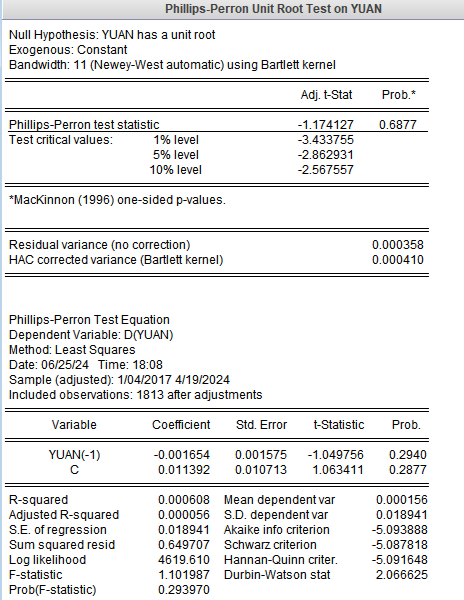 Phillips-Perron Unit Root Test on YUAN
Null Hypothesis: YUAN has a unit root
Exogenous: Constant
Bandwidth: 11 (Newey-West automatic) using Bartlett kernel
Adj. t-Stat Prob.*
Phillips-Perron test statistic -1.174127 0.6877
Test critical values: 1% level -3.433755
5% level -2.862931
10% level -2.567557
*MacKinnon (1996) one-sided p-values.
Residual variance (no correction) 0.000358
HAC corrected variance (Bartlett kernel) 0.000410
Phillips-Perron Test Equation
Dependent Variable: D(YUAN)
Method: Least Squares
Date: 06/25/24 Time: 18:08
Sample (adjusted): 1/04/2017 4/19/2024
Included observations: 1813 after adjustments
Variable Coefficient Std. Error t-Statistic Prob.
YUAN(-1) -0.001654 0.001575 -1.049756 0.2940
C 0.011392 0.010713 1.063411 0.2877
R-squared 0.000608 Mean dependent var 0.000156
Adjusted R-squared 0.000056 S.D. dependent var 0.018941
S.E. of regression 0.018941 Akaike info criterion -5.093888
Sum squared resid 0.649707 Schwarz criterion -5.087818
Log likelihood 4619.610 Hannan-Quinn criter. -5.091648
F-statistic 1.101987 Durbin-Watson stat 2.066625
Prob(F-statistic) 0.293970